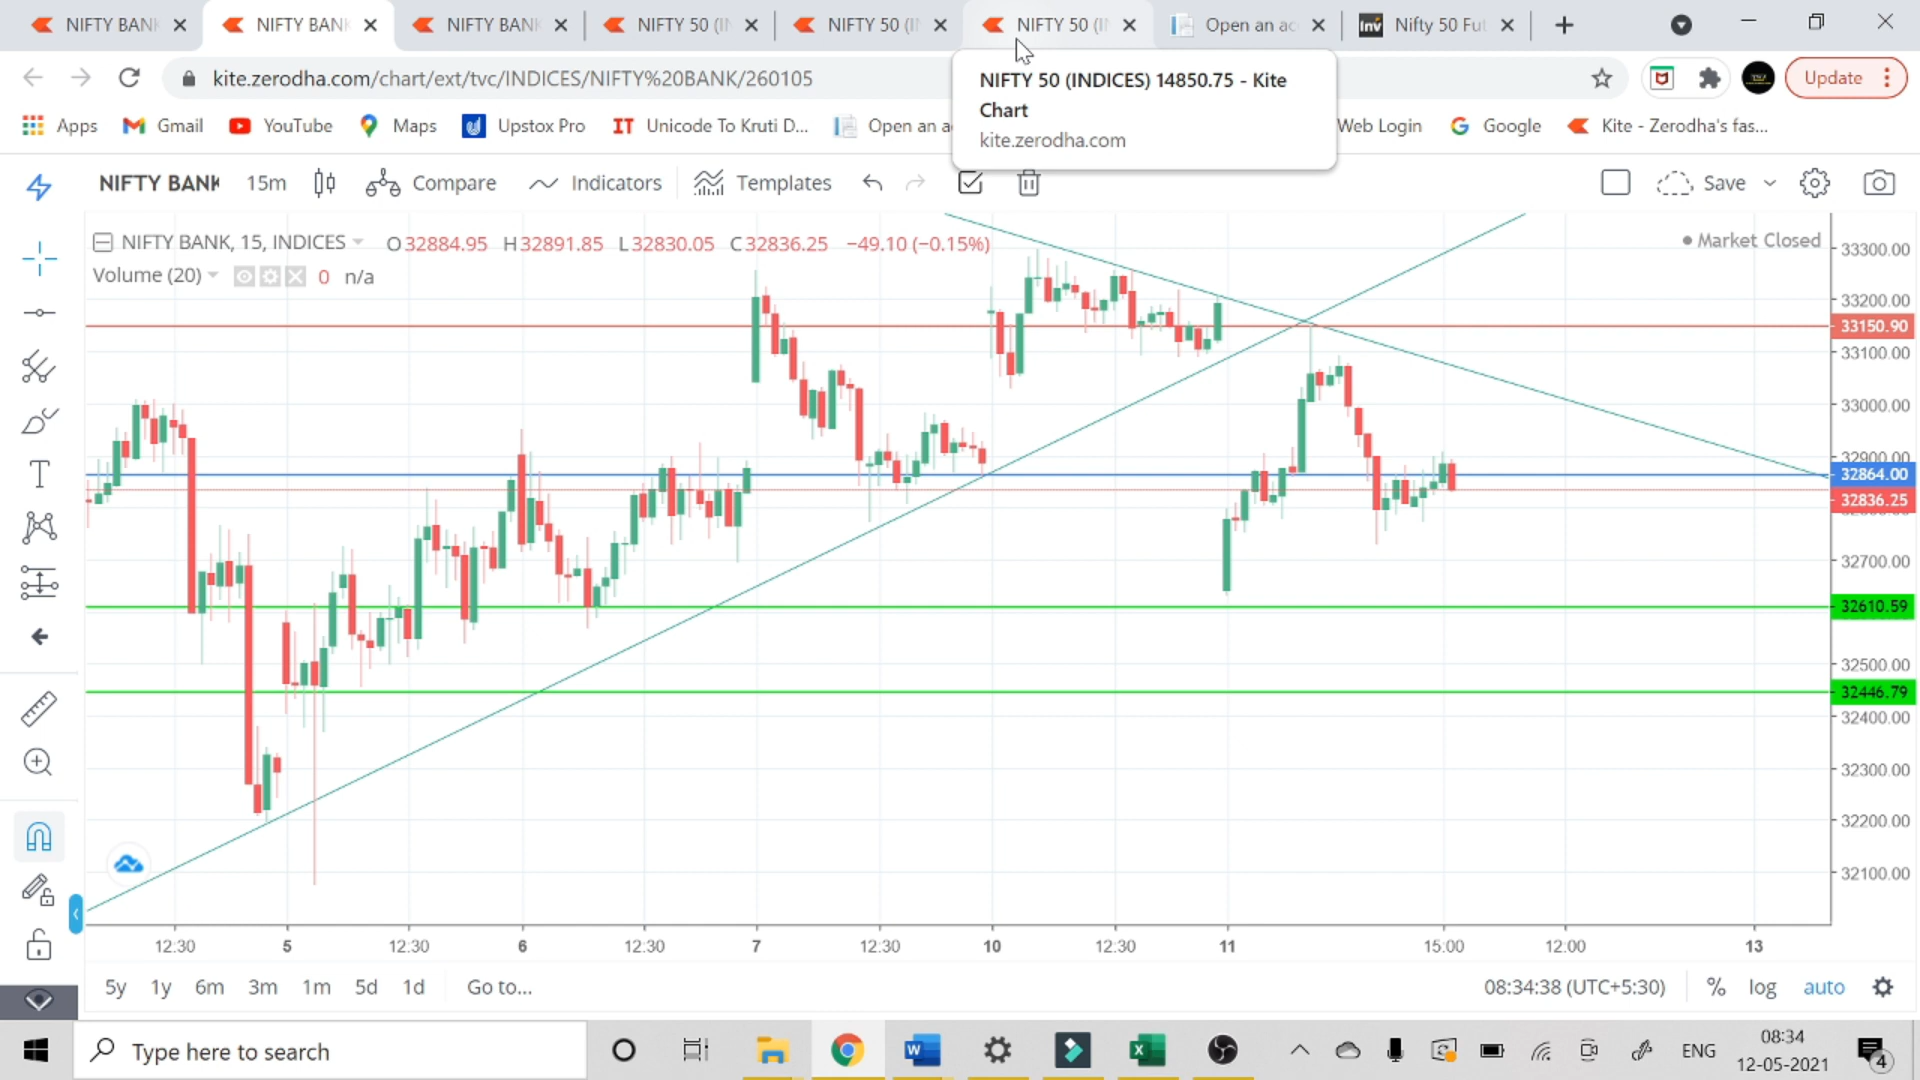 NIFTY BANK
NIFTY BANK
NIFTY BANK
NIFTY 50 (I
NIFTY 50 (I
NIFTY 50 (I
Open an ac
Inv
Nifty 50 Fut
kite.zerodha.com/chart/ext/tvc/INDICES/NIFTY%20BANK/260105
Update
NIFTY 50 (INDICES) 14850.75 - Kite
Chart
kite.zerodha.com
Apps
Gmail
YouTube
Maps
Upstox Pro
IT Unicode To Kruti D...
Open an a
Web Login
Google
Kite - Zerodha's fas...
NIFTY BANK
15m
Compare
Indicators
Templates
Save
NIFTY BANK, 15, INDICES
O32884.95 H32891.85 L32830.05 C32836.25 −49.10 (−0.15%)
Market Closed
Volume (20)
0 n/a
33300.00
33200.00
33150.90
33100.00
33000.00
32900.00
32864.00
32836.25
32700.00
32610.59
32500.00
32446.79
32400.00
32300.00
32200.00
32100.00
12:30 5 12:30 6 12:30 7 12:30 10 12:30 11 15:00 12:00 13
5y 1y 6m 3m 1m 5d 1d Go to...
08:34:38 (UTC+5:30) % log auto
Type here to search
W
X
ENG
08:34
12-05-2021
4